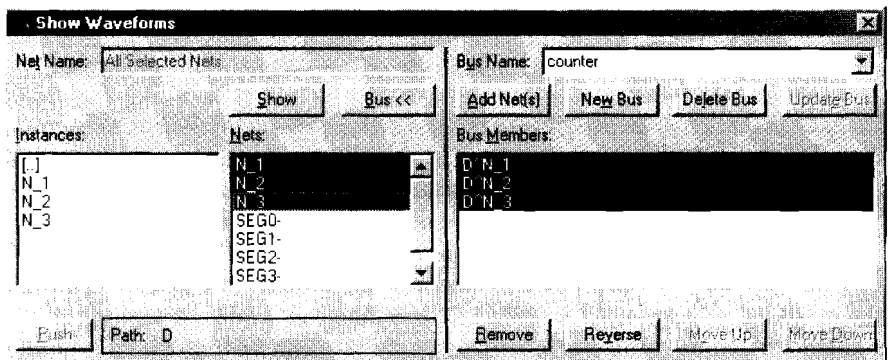 Show Waveforms
Net Name: All Selected Nets
Show Bus <<
Instances:
[..]
N_1
N_2
N_3
Nets:
N_1
N_2
N_3
SEG0-
SEG1-
SEG2-
SEG3-
Push Path: D
Bus Name: counter
Add Net(s) New Bus Delete Bus Update Bus
Bus Members:
D^N_1
D^N_2
D^N_3
Remove Reverse Move Up Move Down